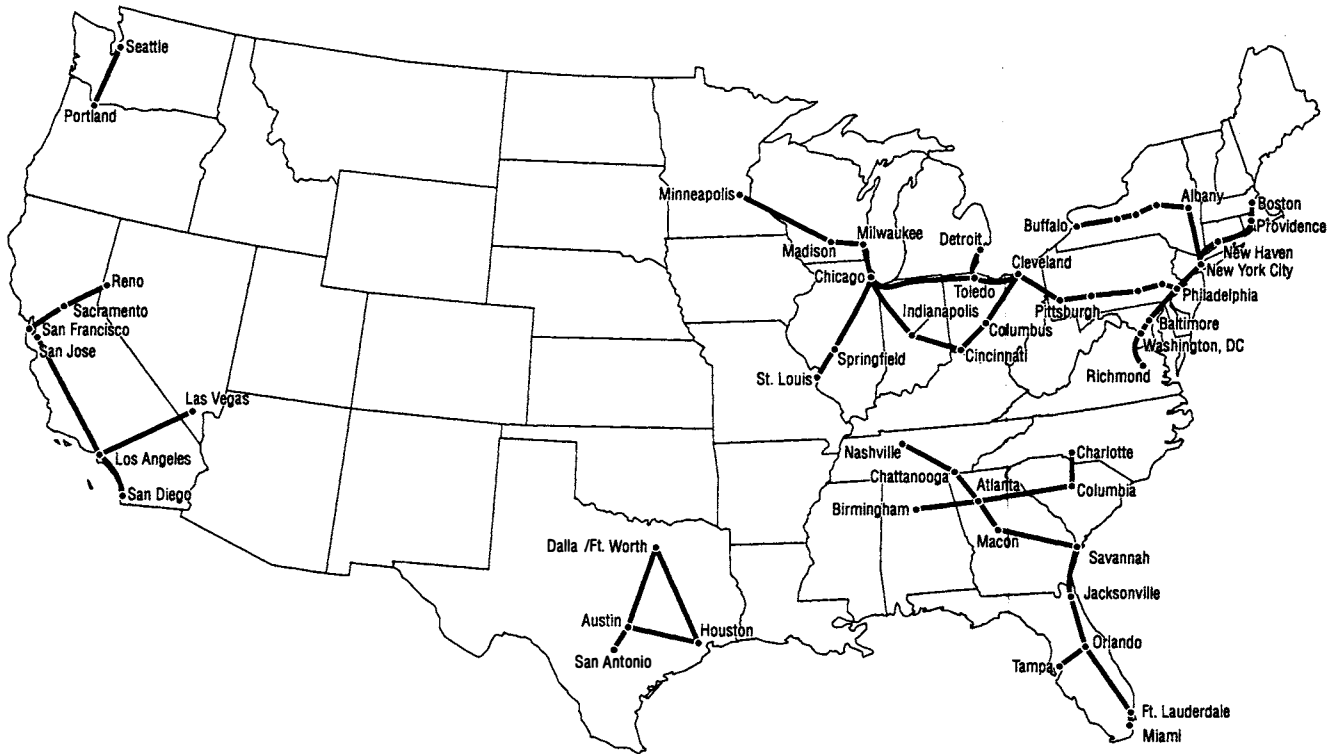 Seattle
Portland
Minneapolis
Madison
Milwaukee
Detroit
Buffalo
Albany
Boston
Providence
New Haven
New York City
Cleveland
Chicago
Toledo
Pittsburgh
Philadelphia
Indianapolis
Columbus
Baltimore
Washington, DC
Cincinnati
Richmond
Springfield
St. Louis
Reno
Sacramento
San Francisco
San Jose
Las Vegas
Los Angeles
San Diego
Nashville
Chattanooga
Atlanta
Charlotte
Columbia
Birmingham
Macon
Savannah
Dalla /Ft. Worth
Austin
Houston
San Antonio
Jacksonville
Orlando
Tampa
Ft. Lauderdale
Miami